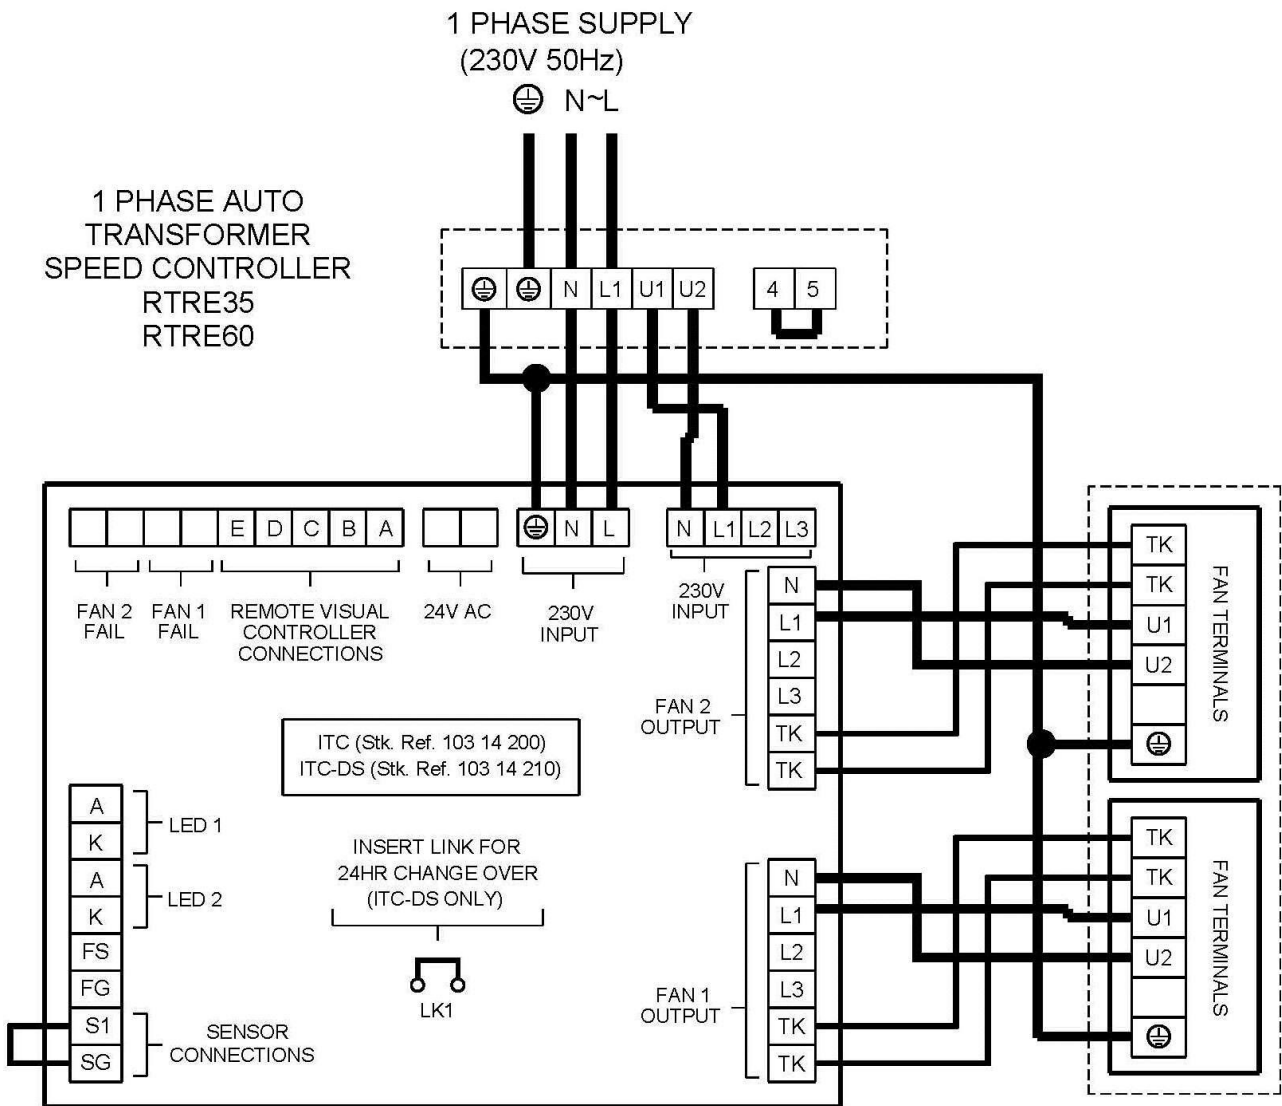 1 PHASE SUPPLY
(230V 50Hz)
N~L
1 PHASE AUTO
TRANSFORMER
SPEED CONTROLLER
RTRE35
RTRE60
N L1 U1 U2 4 5
E D C B A
N L
N L1 L2 L3
FAN 2
FAIL
FAN 1
FAIL
REMOTE VISUAL
CONTROLLER
CONNECTIONS
24V AC
230V
INPUT
230V
INPUT
N
L1
L2
L3
TK
TK
FAN 2
OUTPUT
TK
TK
U1
U2
FAN TERMINALS
ITC (Stk. Ref. 103 14 200)
ITC-DS (Stk. Ref. 103 14 210)
A
K
LED 1
A
K
LED 2
FS
FG
S1
SG
SENSOR
CONNECTIONS
INSERT LINK FOR
24HR CHANGE OVER
(ITC-DS ONLY)
LK1
N
L1
L2
L3
TK
TK
FAN 1
OUTPUT
TK
TK
U1
U2
FAN TERMINALS